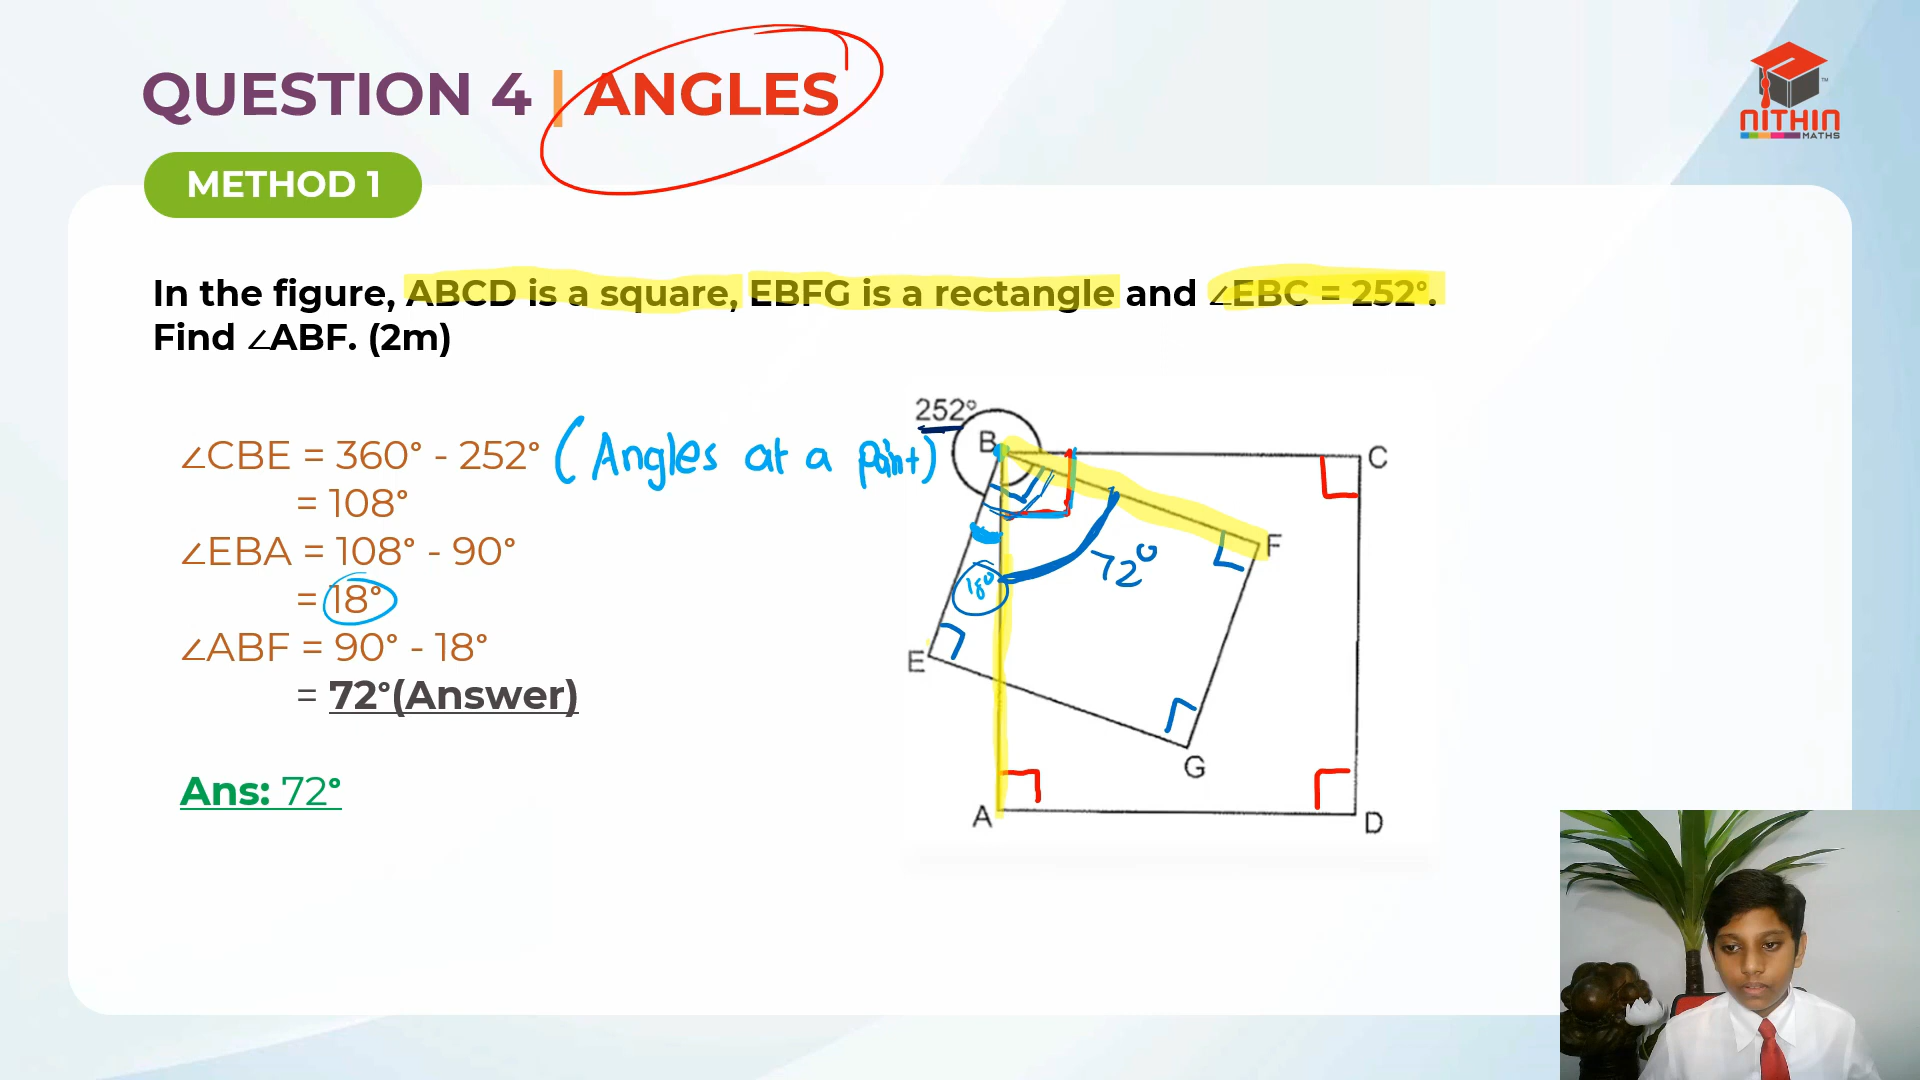 QUESTION 4 | ANGLES
NITHIN
MATHS
TM
METHOD 1
In the figure, ABCD is a square, EBFG is a rectangle and ∠EBC = 252°.
Find ∠ABF. (2m)
∠CBE = 360° - 252° (Angles at a point)
= 108°
∠EBA = 108° - 90°
= 18°
∠ABF = 90° - 18°
= 72°(Answer)
Ans: 72°
252°
B
C
F
72°
18°
E
G
A
D